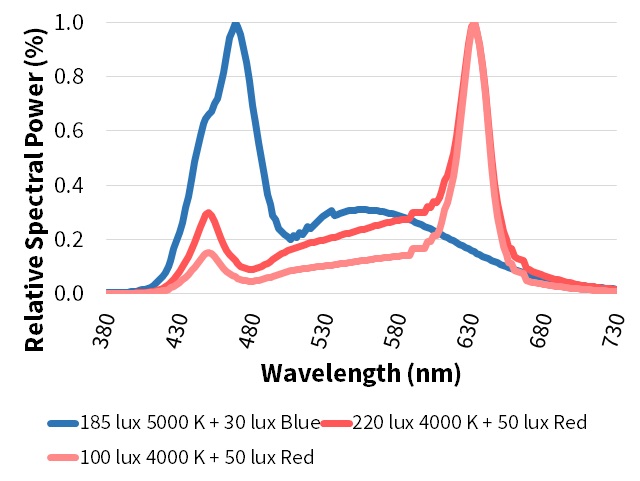 Relative Spectral Power (%)
1.0
0.8
0.6
0.4
0.2
0.0
380
430
480
530
580
630
680
730
Wavelength (nm)
185 lux 5000 K + 30 lux Blue
220 lux 4000 K + 50 lux Red
100 lux 4000 K + 50 lux Red